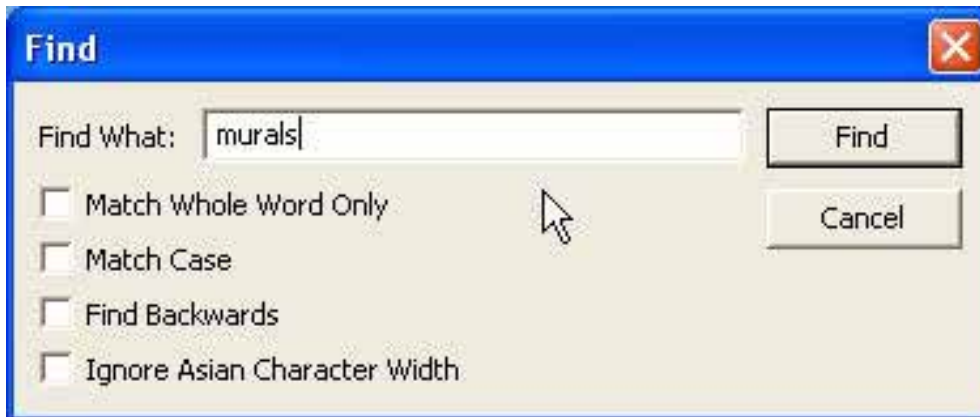 Find
Find What: murals Find
Match Whole Word Only
Cancel
Match Case
Find Backwards
Ignore Asian Character Width